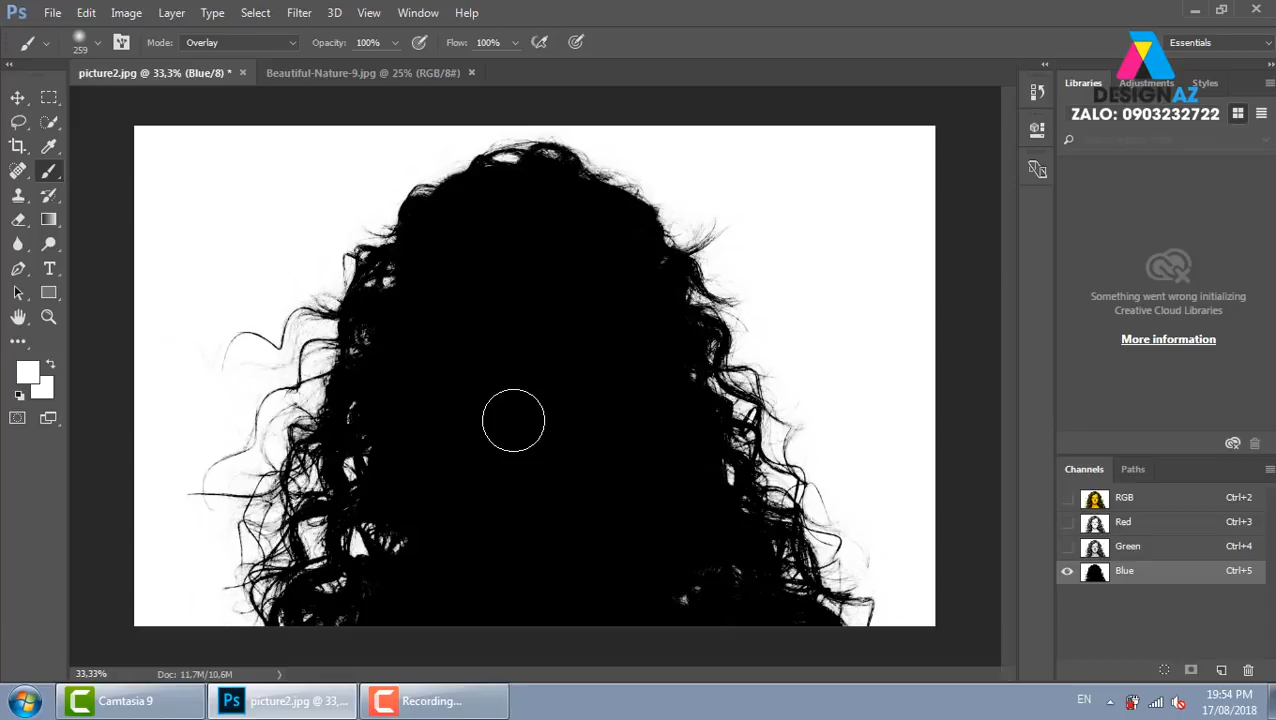 Ps File Edit Image Layer Type Select Filter 3D View Window Help
259 Mode: Overlay Opacity: 100% Flow: 100% Essentials
picture2.jpg @ 33,3% (Blue/8) * × Beautiful-Nature-9.jpg @ 25% (RGB/8#) ×
Libraries Adjustments Styles
DESIGNAZ
ZALO: 0903232722
Something went wrong initializing
Creative Cloud Libraries
More information
Channels Paths
RGB Ctrl+2
Red Ctrl+3
Green Ctrl+4
Blue Ctrl+5
33,33% Doc: 11,7M/10,6M
Camtasia 9 Ps picture2.jpg @ 33,... Recording... EN 19:54 PM
17/08/2018